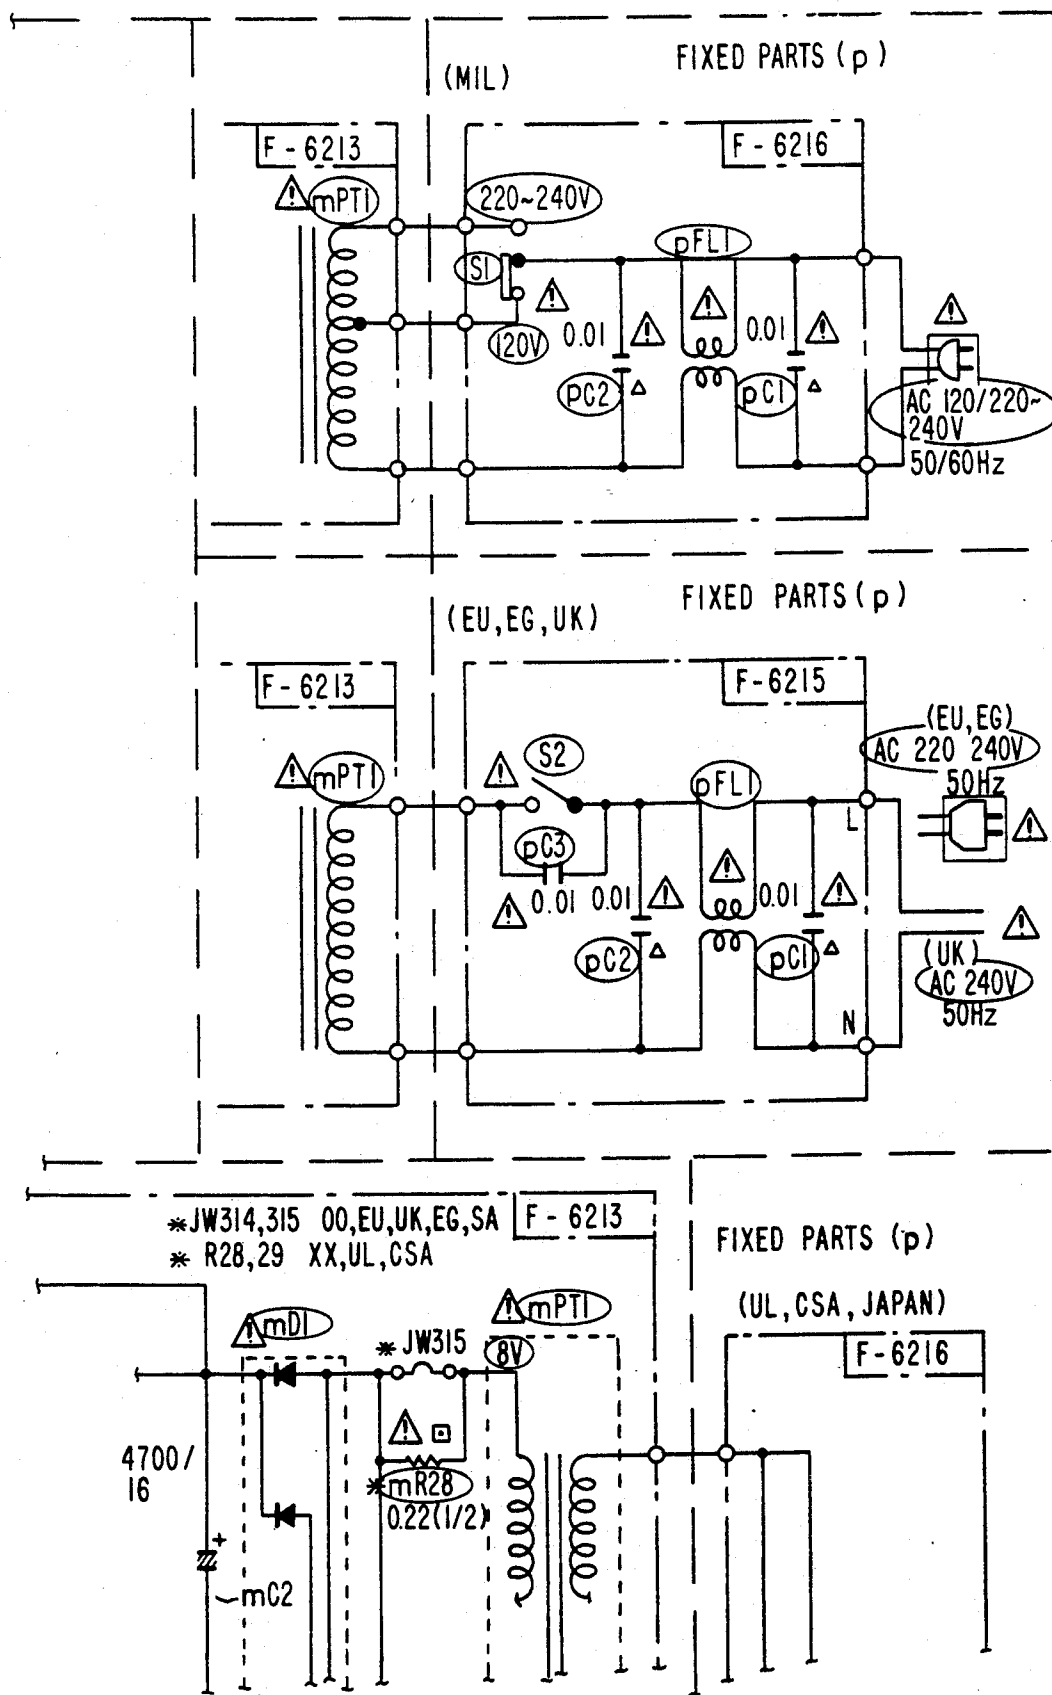 FIXED PARTS (p)
(MIL)
F-6213
F-6216
mPT1
220~240V
pFL1
S1
120V
0.01
0.01
pC2
pC1
AC 120/220~
240V
50/60Hz
FIXED PARTS (p)
(EU,EG,UK)
F-6213
F-6215
(EU,EG)
AC 220 240V
50Hz
mPT1
S2
pFL1
L
pC3
0.01
0.01
0.01
pC2
pC1
(UK)
AC 240V
50Hz
N
*JW314,315 00,EU,UK,EG,SA
* R28,29 XX,UL,CSA
F-6213
FIXED PARTS (p)
(UL,CSA,JAPAN)
mD1
mPT1
* JW315
8V
F-6216
4700/
16
*mR28
0.22(1/2)
+
mC2